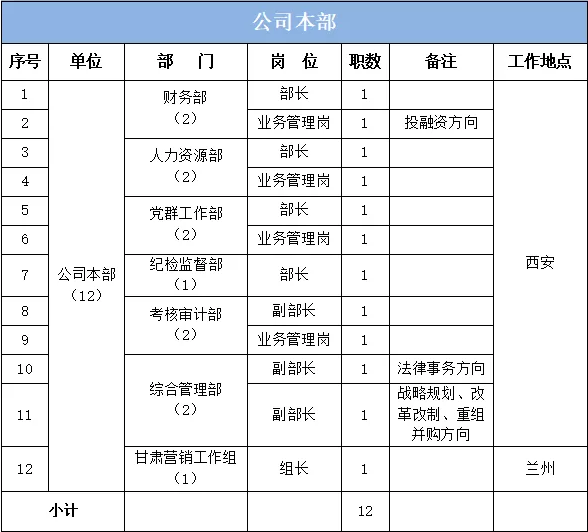 公司本部
序号 单位 部 门 岗 位 职数 备注 工作地点
1 公司本部（12） 财务部（2） 部长 1 西安
2 业务管理岗 1 投融资方向
3 人力资源部（2） 部长 1
4 业务管理岗 1
5 党群工作部（2） 部长 1
6 业务管理岗 1
7 纪检监督部（1） 部长 1
8 考核审计部（2） 副部长 1
9 业务管理岗 1
10 综合管理部（2） 副部长 1 法律事务方向
11 副部长 1 战略规划、改革改制、重组并购方向
12 甘肃营销工作组（1） 组长 1 兰州
小计 12